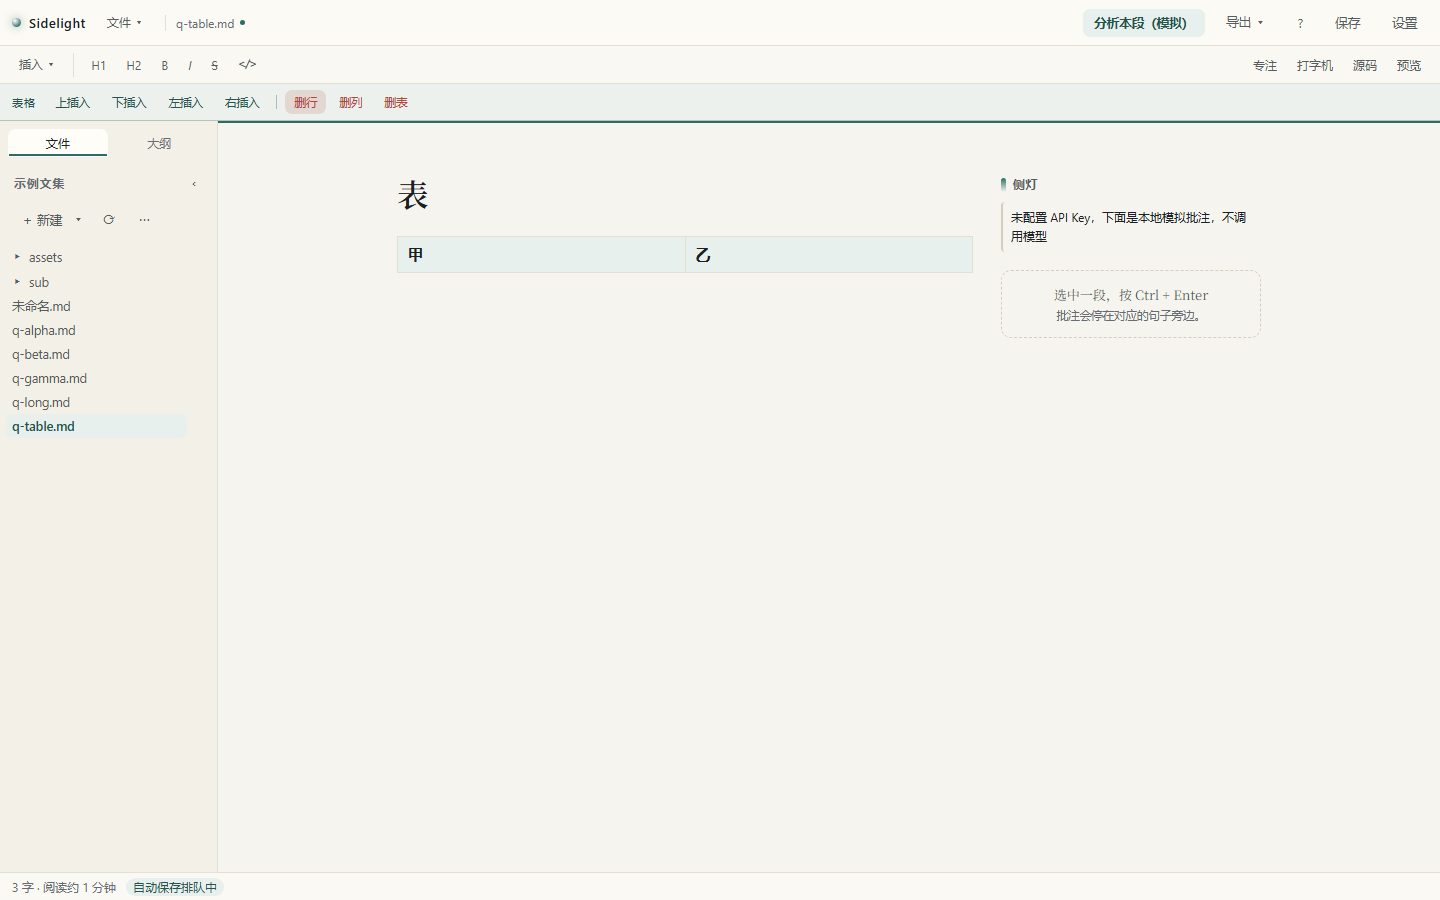 Sidelight 文件 q-table.md 分析本段（模拟） 导出 ? 保存 设置
插入 H1 H2 B I S </> 专注 打字机 源码 预览
表格 上插入 下插入 左插入 右插入 删行 删列 删表
文件 大纲
示例文集 ‹
+ 新建 ⟳ ···
assets
sub
未命名.md
q-alpha.md
q-beta.md
q-gamma.md
q-long.md
q-table.md
表
甲 乙
侧灯
未配置 API Key，下面是本地模拟批注，不调
用模型
选中一段，按 Ctrl + Enter
批注会停在对应的句子旁边。
3 字 · 阅读约 1 分钟 自动保存排队中